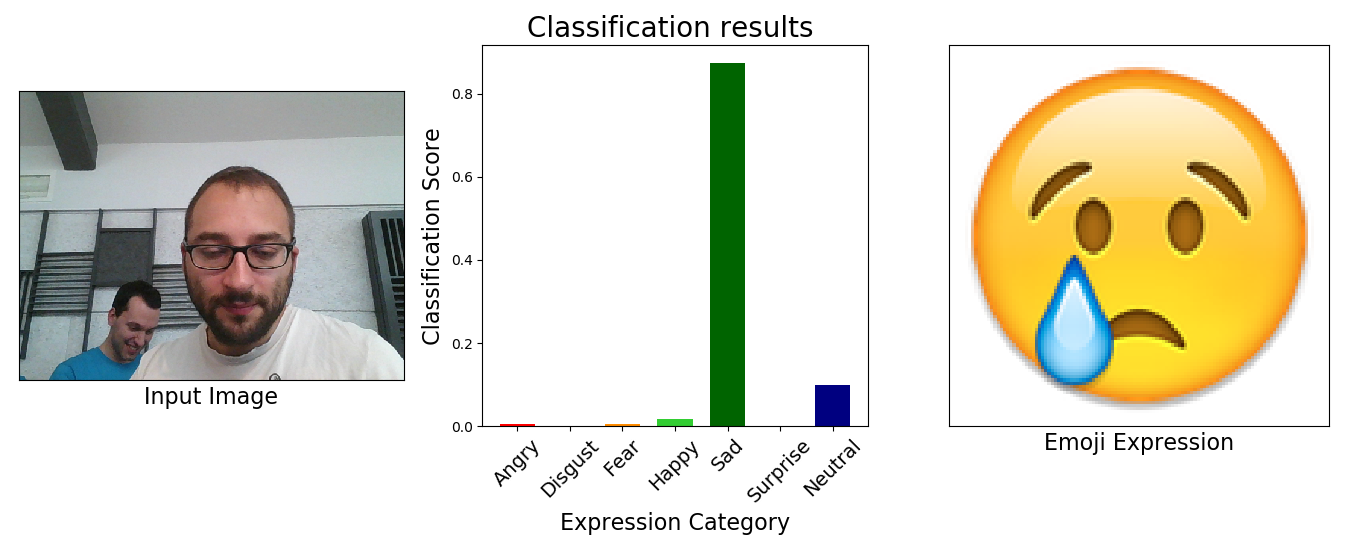 Classification results
Classification Score
0.8
0.6
0.4
0.2
0.0
Angry
Disgust
Fear
Happy
Sad
Surprise
Neutral
Expression Category
Input Image
Emoji Expression